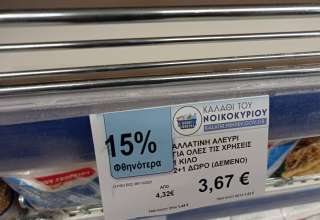 ΚΑΛΑΘΙ ΤΟΥ
ΝΟΙΚΟΚΥΡΙΟΥ
15%
Φθηνότερα
ΑΛΛΑΤΙΝΗ ΑΛΕΥΡΙ
ΓΙΑ ΟΛΕΣ ΤΙΣ ΧΡΗΣΕΙΣ
1 ΚΙΛΟ
2+1 ΔΩΡΟ (ΔΕΜΕΝΟ)
ΑΠΟ
4,32€
3,67 €